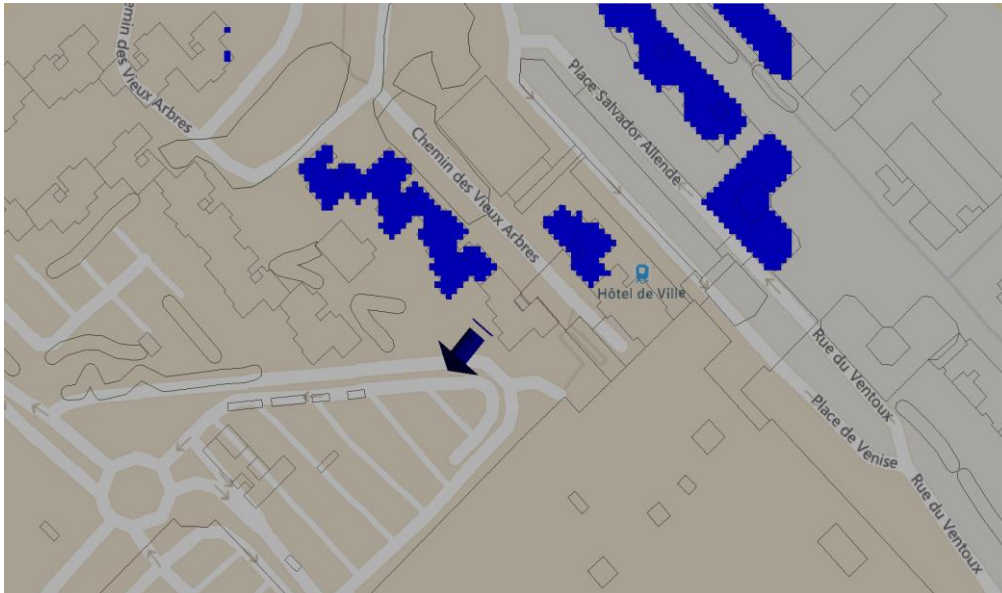 emin des Vieux Arbres
Place Salvador Allende
Chemin des Vieux Arbres
Hôtel de Ville
Rue du Ventoux
Place de Venise
Rue du Ventoux